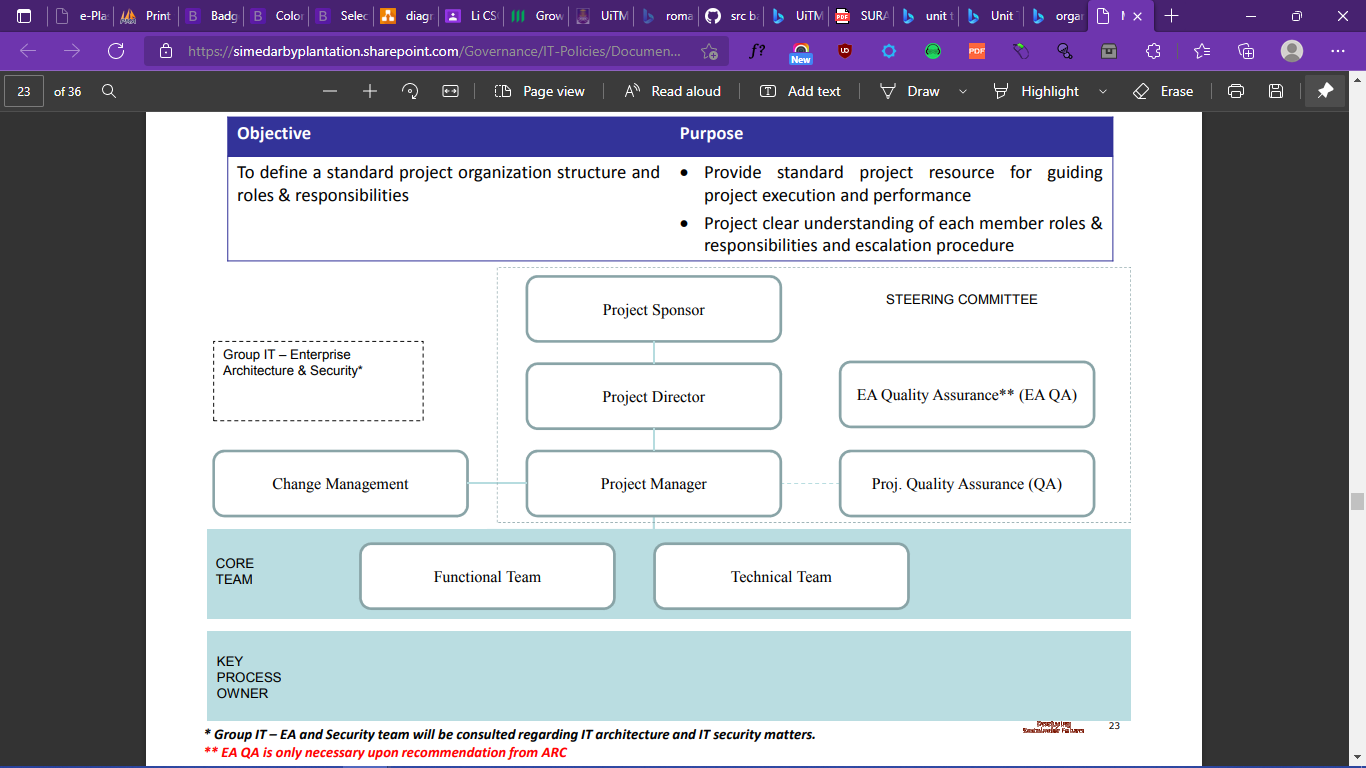 e-Pla
Print
Badg
Color
Selec
diagr
Li CS
Grow
UiTM
roma
src b
UiTM
SURA
unit t
Unit
orgar
https://simedarbyplantation.sharepoint.com/Governance/IT-Policies/Documen...
f?
New
PDF
23 of 36
Page view
Read aloud
Add text
Draw
Highlight
Erase
Objective Purpose
To define a standard project organization structure and
roles & responsibilities
• Provide standard project resource for guiding
project execution and performance
• Project clear understanding of each member roles &
responsibilities and escalation procedure
Project Sponsor
STEERING COMMITTEE
Group IT – Enterprise
Architecture & Security*
Project Director
EA Quality Assurance** (EA QA)
Change Management
Project Manager
Proj. Quality Assurance (QA)
CORE
TEAM
Functional Team
Technical Team
KEY
PROCESS
OWNER
23
* Group IT – EA and Security team will be consulted regarding IT architecture and IT security matters.
** EA QA is only necessary upon recommendation from ARC